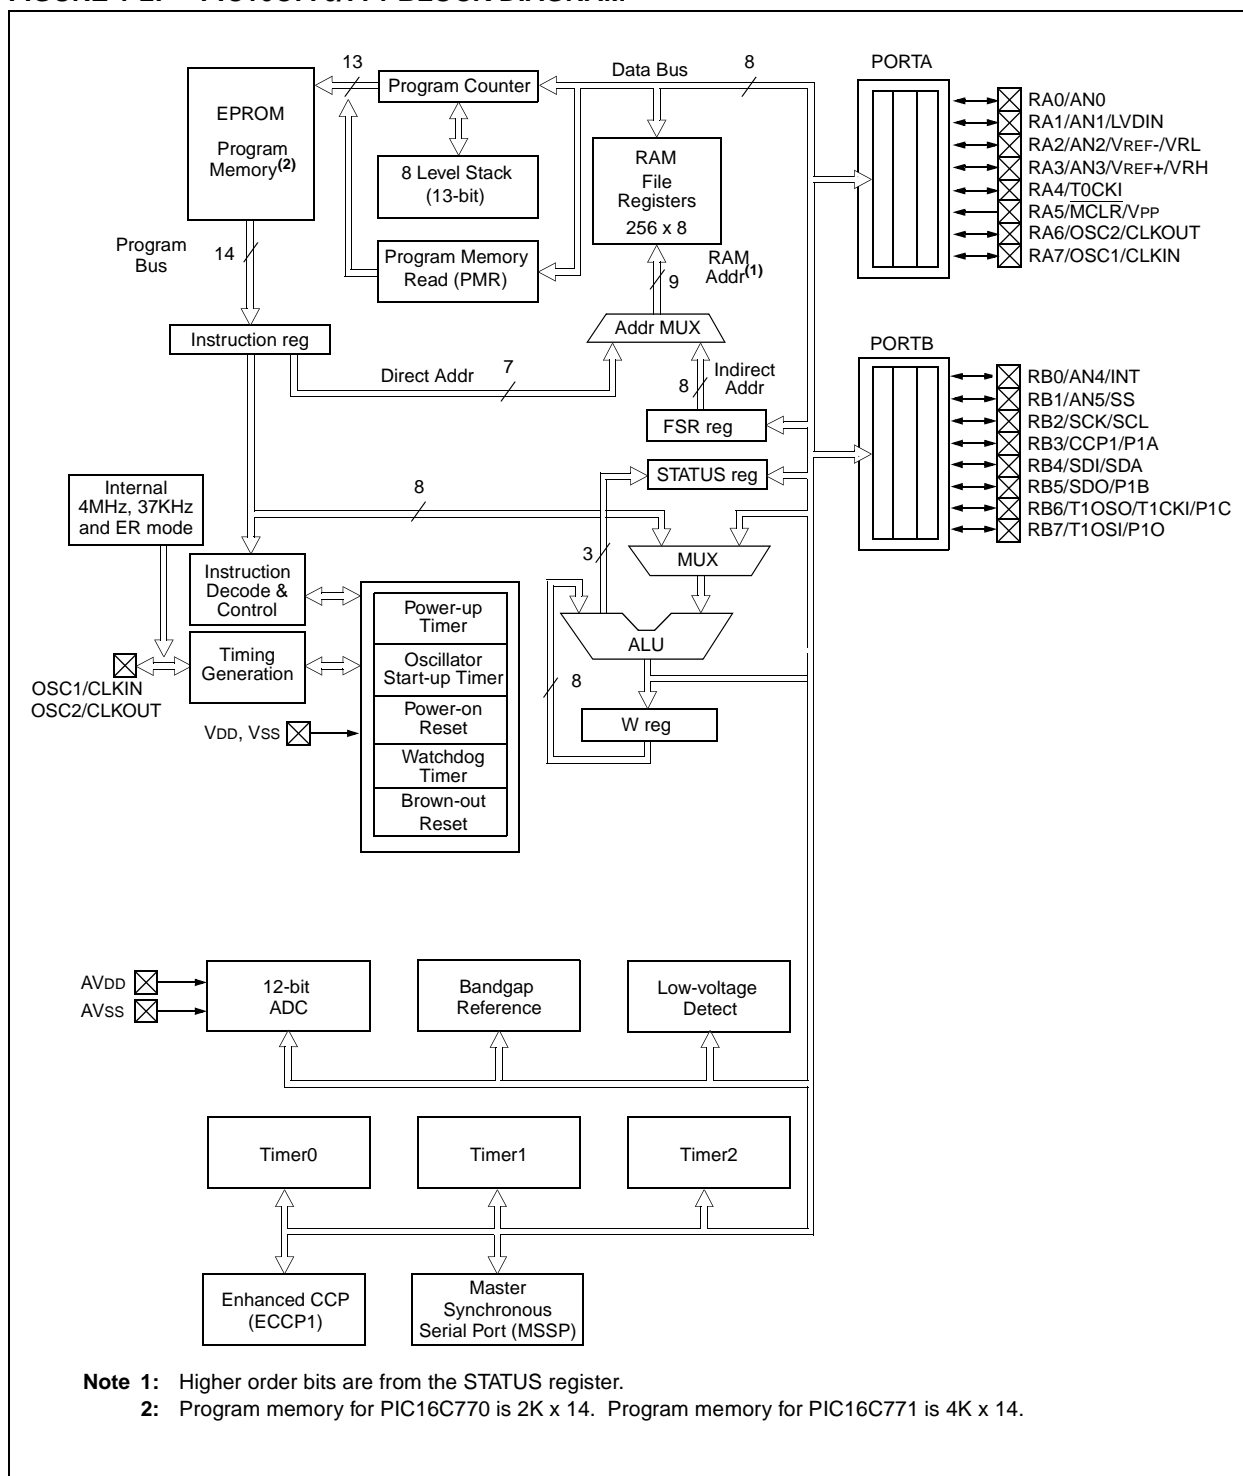 13
Data Bus
8
PORTA
Program Counter
EPROM
Program
Memory(2)
8 Level Stack
(13-bit)
RAM
File
Registers
256 x 8
RA0/AN0
RA1/AN1/LVDIN
RA2/AN2/VREF-/VRL
RA3/AN3/VREF+/VRH
RA4/T0CKI
RA5/MCLR/VPP
RA6/OSC2/CLKOUT
RA7/OSC1/CLKIN
Program
Bus
14
Program Memory
Read (PMR)
RAM
Addr(1)
9
Instruction reg
Addr MUX
PORTB
Direct Addr
7
8
Indirect
Addr
FSR reg
RB0/AN4/INT
RB1/AN5/SS
RB2/SCK/SCL
RB3/CCP1/P1A
RB4/SDI/SDA
RB5/SDO/P1B
RB6/T1OSO/T1CKI/P1C
RB7/T1OSI/P1O
STATUS reg
Internal
4MHz, 37KHz
and ER mode
8
3
MUX
Instruction
Decode &
Control
Power-up
Timer
ALU
Timing
Generation
Oscillator
Start-up Timer
8
OSC1/CLKIN
OSC2/CLKOUT
VDD, VSS
Power-on
Reset
W reg
Watchdog
Timer
Brown-out
Reset
AVDD
AVSS
12-bit
ADC
Bandgap
Reference
Low-voltage
Detect
Timer0
Timer1
Timer2
Enhanced CCP
(ECCP1)
Master
Synchronous
Serial Port (MSSP)
Note 1: Higher order bits are from the STATUS register.
2: Program memory for PIC16C770 is 2K x 14. Program memory for PIC16C771 is 4K x 14.